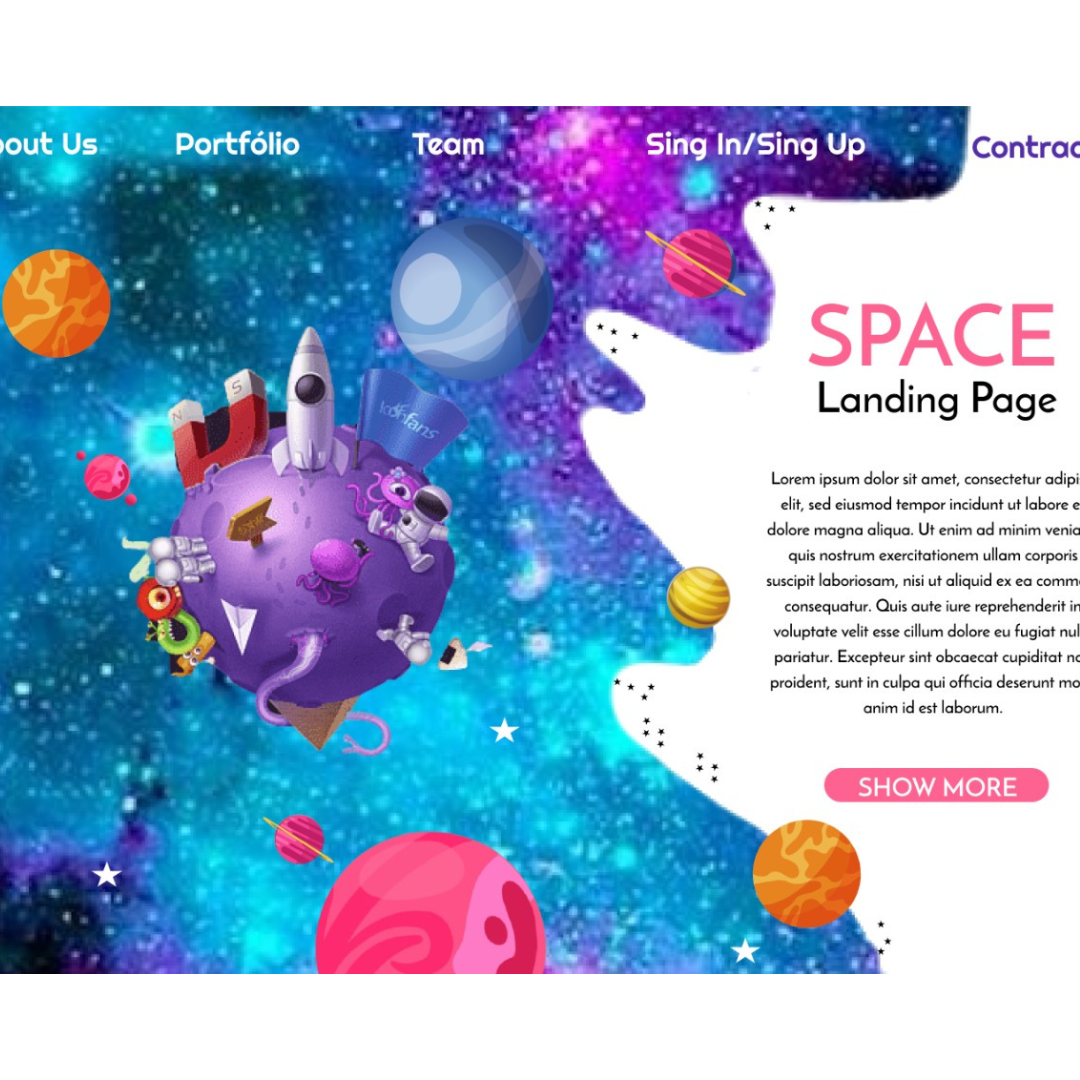 out Us
Portfólio
Team
Sing In/Sing Up
Contrac
SPACE
Landing Page
N
S
iconfans
Lorem ipsum dolor sit amet, consectetur adipis
elit, sed eiusmod tempor incidunt ut labore e
dolore magna aliqua. Ut enim ad minim venia
quis nostrum exercitationem ullam corporis
suscipit laboriosam, nisi ut aliquid ex ea comm
consequatur. Quis aute iure reprehenderit in
voluptate velit esse cillum dolore eu fugiat nul
pariatur. Excepteur sint obcaecat cupiditat no
proident, sunt in culpa qui officia deserunt mo
anim id est laborum.
SHOW MORE